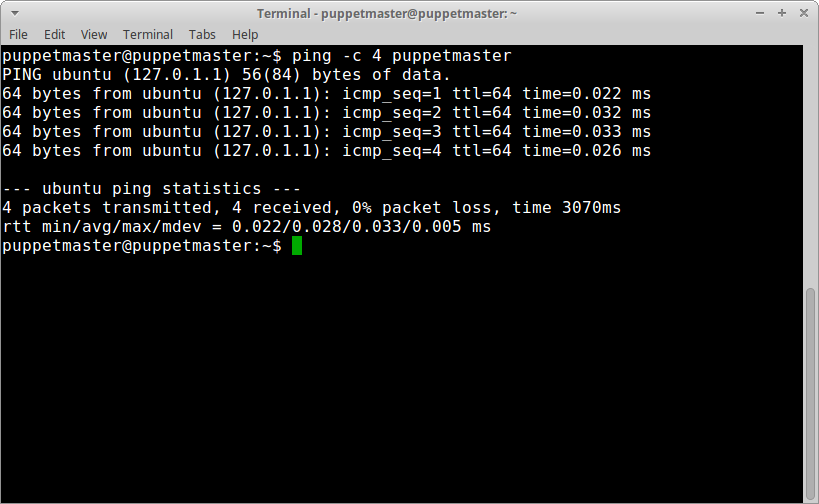 Terminal - puppetmaster@puppetmaster: ~
File Edit View Terminal Tabs Help
puppetmaster@puppetmaster:~$ ping -c 4 puppetmaster
PING ubuntu (127.0.1.1) 56(84) bytes of data.
64 bytes from ubuntu (127.0.1.1): icmp_seq=1 ttl=64 time=0.022 ms
64 bytes from ubuntu (127.0.1.1): icmp_seq=2 ttl=64 time=0.032 ms
64 bytes from ubuntu (127.0.1.1): icmp_seq=3 ttl=64 time=0.033 ms
64 bytes from ubuntu (127.0.1.1): icmp_seq=4 ttl=64 time=0.026 ms
--- ubuntu ping statistics ---
4 packets transmitted, 4 received, 0% packet loss, time 3070ms
rtt min/avg/max/mdev = 0.022/0.028/0.033/0.005 ms
puppetmaster@puppetmaster:~$